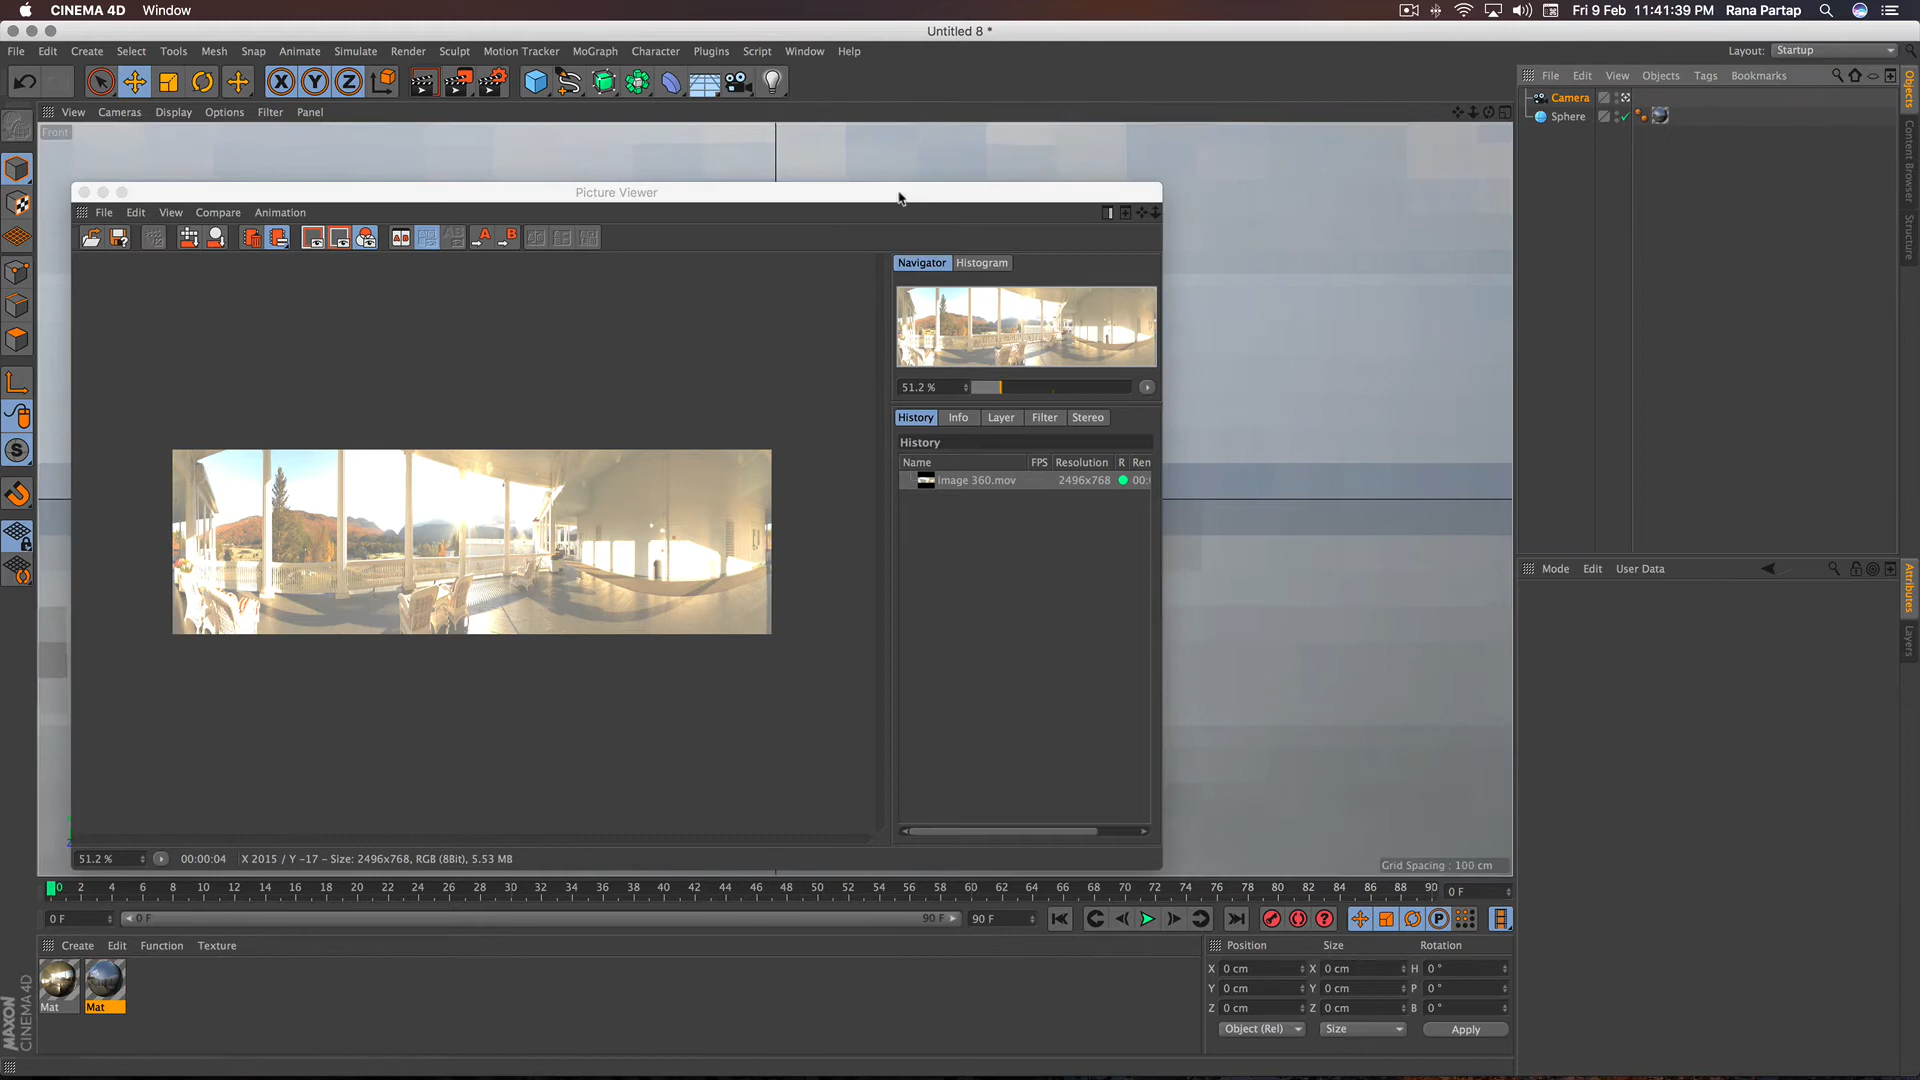 CINEMA 4D Window Fri 9 Feb 11:41:39 PM Rana Partap
Untitled 8 *
File Edit Create Select Tools Mesh Snap Animate Simulate Render Sculpt Motion Tracker MoGraph Character Plugins Script Window Help Layout: Startup
X Y Z
File Edit View Objects Tags Bookmarks
Camera
Sphere
View Cameras Display Options Filter Panel
Front
Picture Viewer
File Edit View Compare Animation
Navigator Histogram
51.2 %
History Info Layer Filter Stereo
History
Name FPS Resolution R Ren
image 360.mov 2496x768 00:
51.2 % 00:00:04 X 2015 / Y -17 – Size: 2496x768, RGB (8Bit), 5.53 MB
Grid Spacing : 100 cm
Objects
Content Browser
Structure
Mode Edit User Data
Attributes
Layers
0 2 4 6 8 10 12 14 16 18 20 22 24 26 28 30 32 34 36 38 40 42 44 46 48 50 52 54 56 58 60 62 64 66 68 70 72 74 76 78 80 82 84 86 88 90 0 F
0 F 0 F 90 F 90 F
Create Edit Function Texture
Mat Mat
Position Size Rotation
X 0 cm X 0 cm H 0 °
Y 0 cm Y 0 cm P 0 °
Z 0 cm Z 0 cm B 0 °
Object (Rel) Size Apply
MAXON
CINEMA 4D